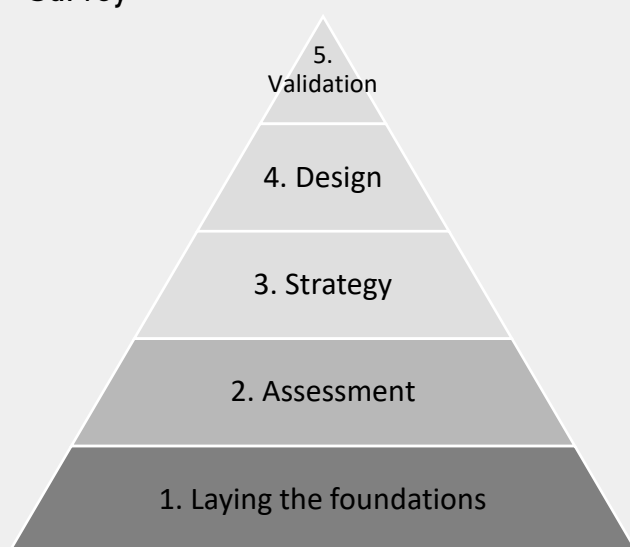 5.
Validation
4. Design
3. Strategy
2. Assessment
1. Laying the foundations